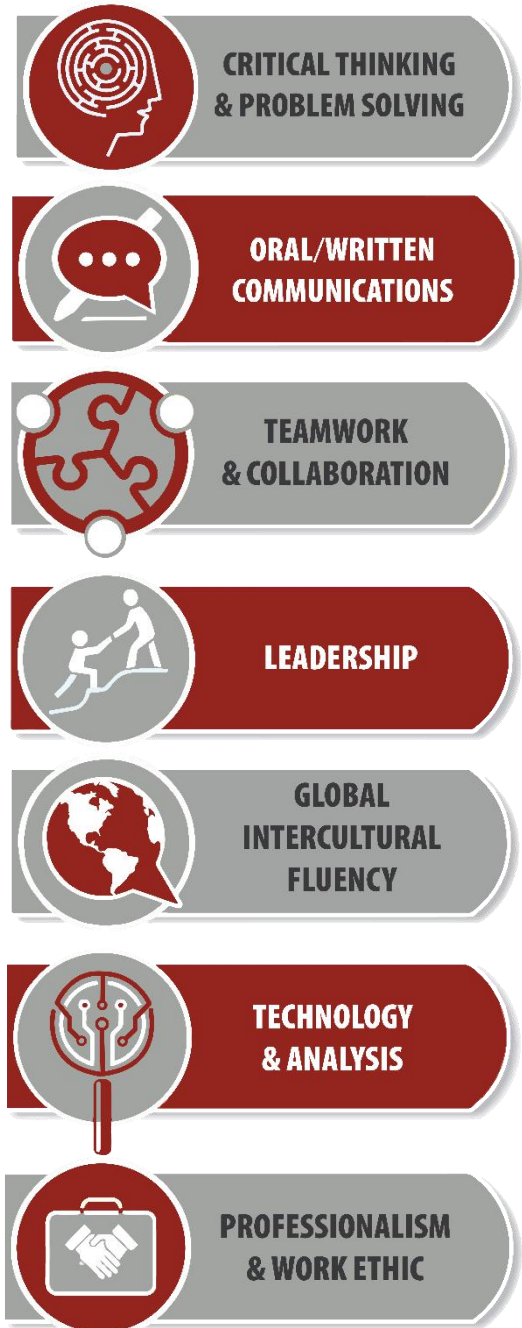 CRITICAL THINKING
& PROBLEM SOLVING
ORAL/WRITTEN
COMMUNICATIONS
TEAMWORK
& COLLABORATION
LEADERSHIP
GLOBAL
INTERCULTURAL
FLUENCY
TECHNOLOGY
& ANALYSIS
PROFESSIONALISM
& WORK ETHIC